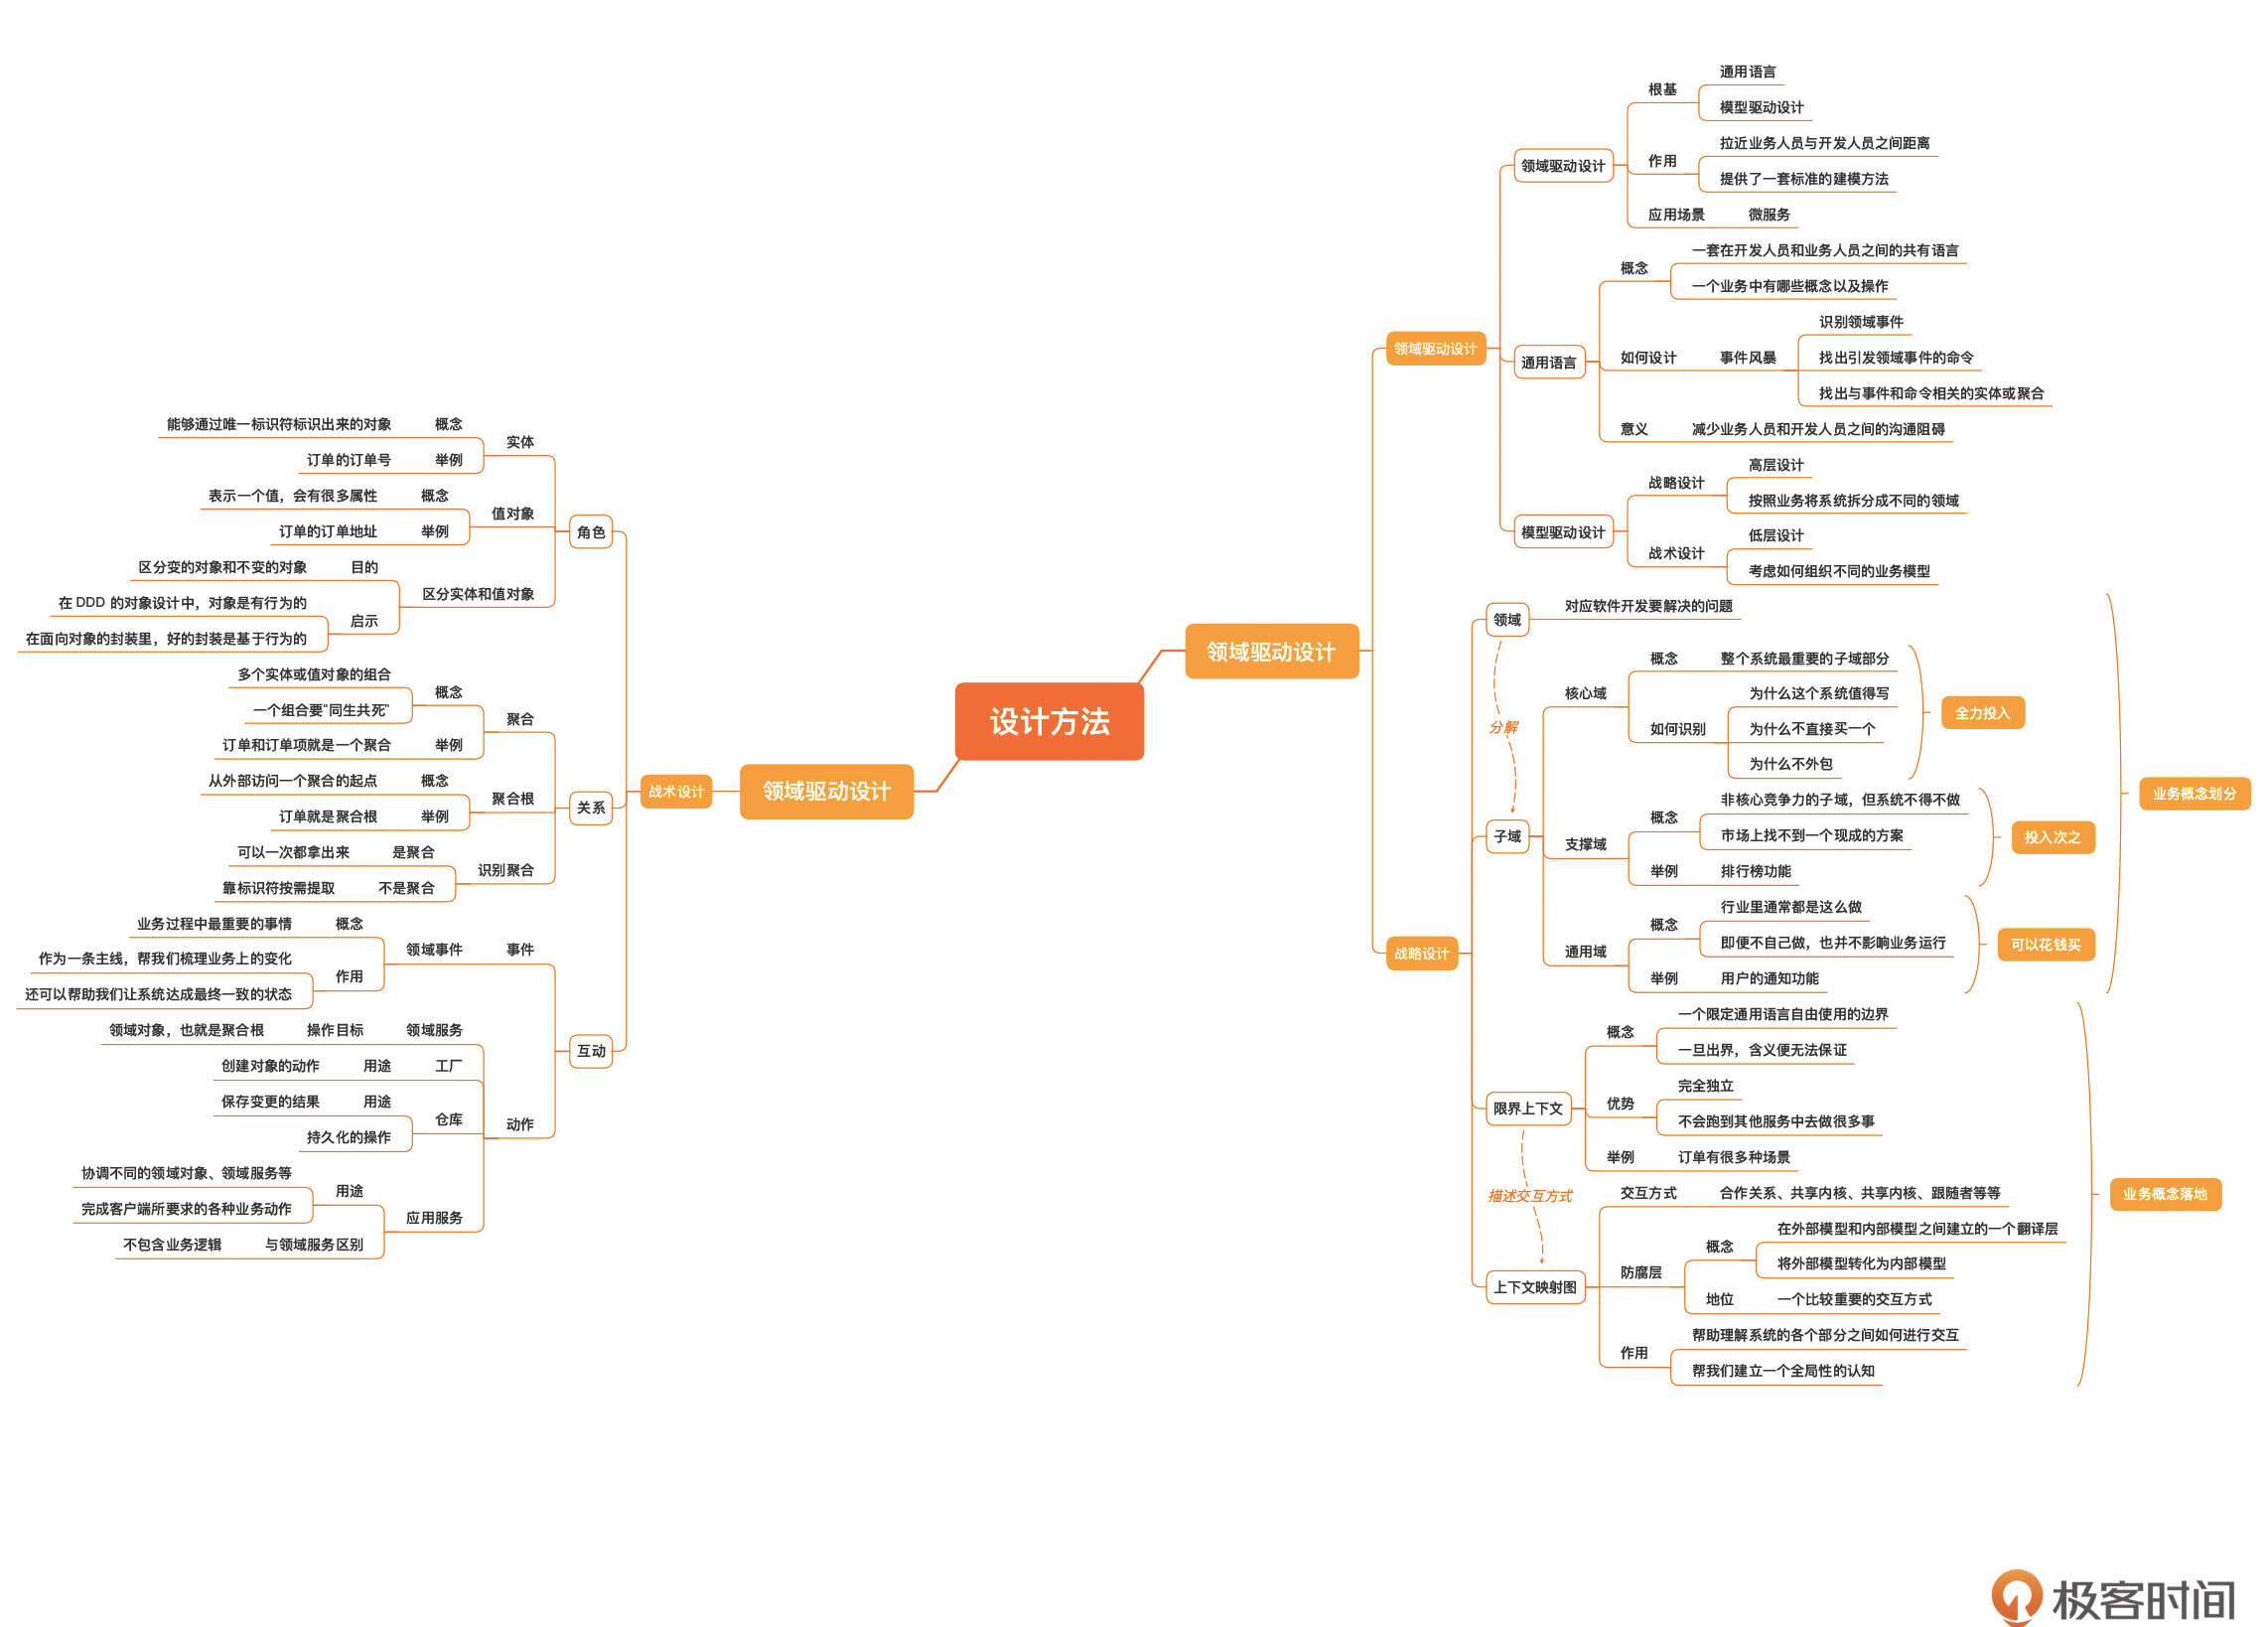 设计方法
领域驱动设计
领域驱动设计
领域驱动设计
根基
通用语言
模型驱动设计
作用
拉近业务人员与开发人员之间距离
提供了一套标准的建模方法
应用场景
微服务
通用语言
概念
一套在开发人员和业务人员之间的共有语言
一个业务中有哪些概念以及操作
如何设计
事件风暴
识别领域事件
找出引发领域事件的命令
找出与事件和命令相关的实体或聚合
意义
减少业务人员和开发人员之间的沟通阻碍
模型驱动设计
战略设计
高层设计
按照业务将系统拆分成不同的领域
战术设计
低层设计
考虑如何组织不同的业务模型
战略设计
领域
对应软件开发要解决的问题
分解
子域
核心域
概念
整个系统最重要的子域部分
如何识别
为什么这个系统值得写
为什么不直接买一个
为什么不外包
全力投入
支撑域
概念
非核心竞争力的子域，但系统不得不做
市场上找不到一个现成的方案
举例
排行榜功能
投入次之
通用域
概念
行业里通常都是这么做
即便不自己做，也并不影响业务运行
举例
用户的通知功能
可以花钱买
业务概念划分
限界上下文
概念
一个限定通用语言自由使用的边界
一旦出界，含义便无法保证
优势
完全独立
不会跑到其他服务中去做很多事
举例
订单有很多种场景
描述交互方式
上下文映射图
交互方式
合作关系、共享内核、共享内核、跟随者等等
防腐层
概念
在外部模型和内部模型之间建立的一个翻译层
将外部模型转化为内部模型
地位
一个比较重要的交互方式
作用
帮助理解系统的各个部分之间如何进行交互
帮我们建立一个全局性的认知
业务概念落地
领域驱动设计
战术设计
角色
实体
概念
能够通过唯一标识符标识出来的对象
举例
订单的订单号
值对象
概念
表示一个值，会有很多属性
举例
订单的订单地址
区分实体和值对象
目的
区分变的对象和不变的对象
启示
在 DDD 的对象设计中，对象是有行为的
在面向对象的封装里，好的封装是基于行为的
关系
聚合
概念
多个实体或值对象的组合
一个组合要"同生共死"
举例
订单和订单项就是一个聚合
聚合根
概念
从外部访问一个聚合的起点
举例
订单就是聚合根
识别聚合
是聚合
可以一次都拿出来
不是聚合
靠标识符按需提取
互动
事件
领域事件
概念
业务过程中最重要的事情
作用
作为一条主线，帮我们梳理业务上的变化
还可以帮助我们让系统达成最终一致的状态
动作
领域服务
操作目标
领域对象，也就是聚合根
工厂
用途
创建对象的动作
仓库
用途
保存变更的结果
持久化的操作
应用服务
用途
协调不同的领域对象、领域服务等
完成客户端所要求的各种业务动作
与领域服务区别
不包含业务逻辑
极客时间